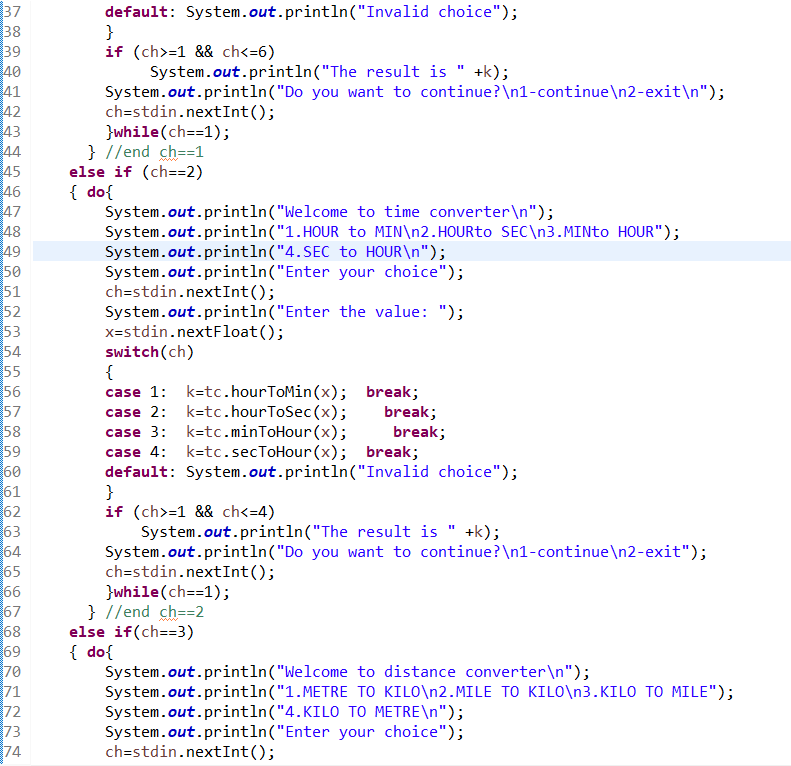 37 default: System.out.println("Invalid choice");
38 }
39 if (ch>=1 && ch<=6)
40 System.out.println("The result is " +k);
41 System.out.println("Do you want to continue?\n1-continue\n2-exit\n");
42 ch=stdin.nextInt();
43 }while(ch==1);
44 } //end ch==1
45 else if (ch==2)
46 { do{
47 System.out.println("Welcome to time converter\n");
48 System.out.println("1.HOUR to MIN\n2.HOURto SEC\n3.MINto HOUR");
49 System.out.println("4.SEC to HOUR\n");
50 System.out.println("Enter your choice");
51 ch=stdin.nextInt();
52 System.out.println("Enter the value: ");
53 x=stdin.nextFloat();
54 switch(ch)
55 {
56 case 1: k=tc.hourToMin(x); break;
57 case 2: k=tc.hourToSec(x); break;
58 case 3: k=tc.minToHour(x); break;
59 case 4: k=tc.secToHour(x); break;
60 default: System.out.println("Invalid choice");
61 }
62 if (ch>=1 && ch<=4)
63 System.out.println("The result is " +k);
64 System.out.println("Do you want to continue?\n1-continue\n2-exit");
65 ch=stdin.nextInt();
66 }while(ch==1);
67 } //end ch==2
68 else if(ch==3)
69 { do{
70 System.out.println("Welcome to distance converter\n");
71 System.out.println("1.METRE TO KILO\n2.MILE TO KILO\n3.KILO TO MILE");
72 System.out.println("4.KILO TO METRE\n");
73 System.out.println("Enter your choice");
74 ch=stdin.nextInt();